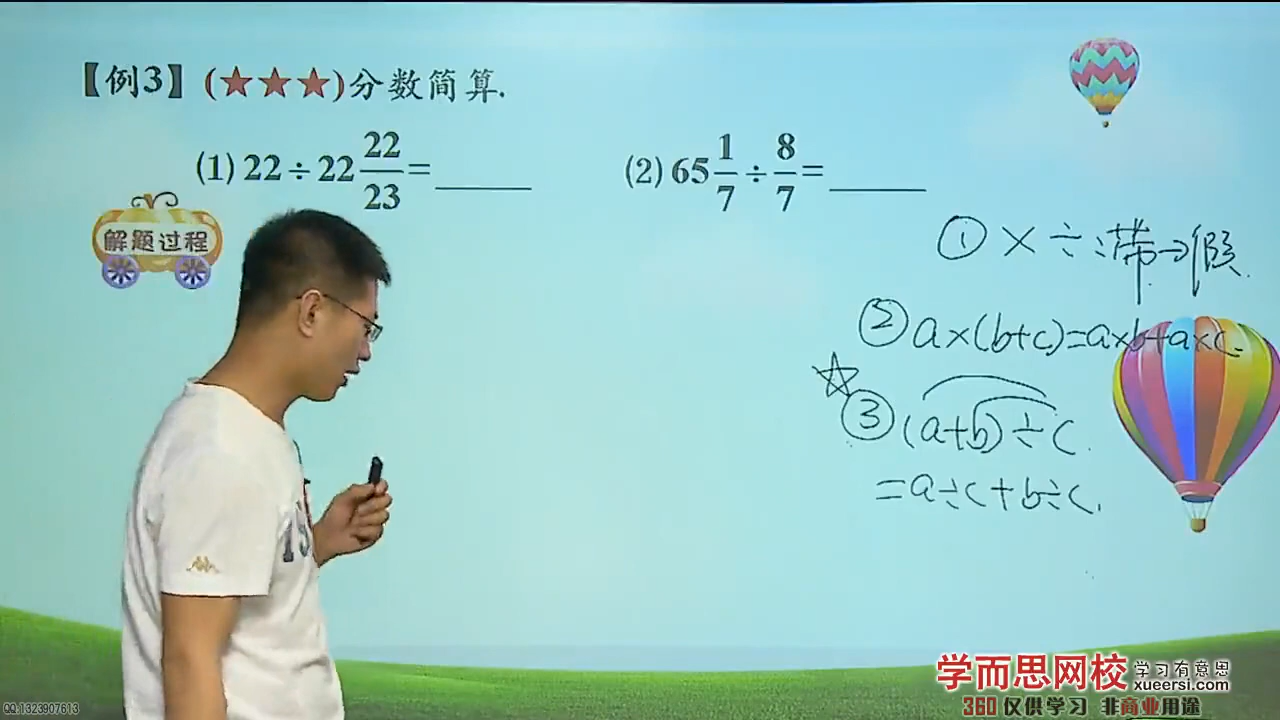 【例3】(★★★)分数简算.
(1) 22÷22 22/23=______
(2) 65 1/7÷8/7=______
解题过程
① × ÷：带→假.
② a×(b+c)=a×b+a×c.
☆
③ (a+b)÷c.
=a÷c+b÷c.
学而思网校 学习有意思
xueersi.com
360 仅供学习 非商业用途
QQ.1323907613